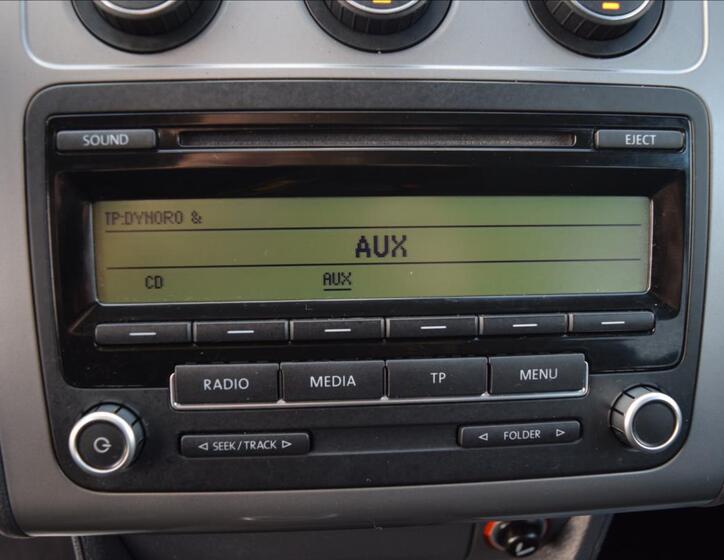 SOUND EJECT
TP:DYNORO &
AUX
CD AUX
RADIO MEDIA TP MENU
SEEK/TRACK FOLDER